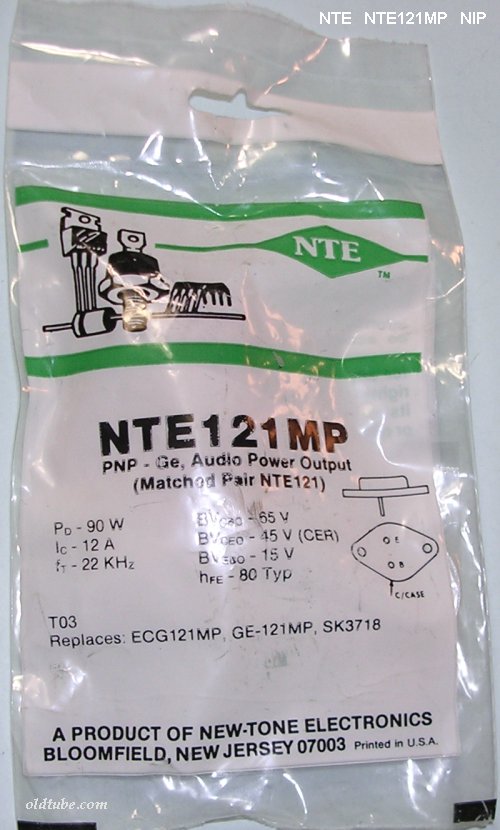 NTE NTE121MP NIP
NTE
TM
NTE121MP
PNP - Ge, Audio Power Output
(Matched Pair NTE121)
PD - 90 W
IC - 12 A
fT - 22 KHz
BVCBO - 65 V
BVCEO - 45 V (CER)
BVEBO - 15 V
hFE - 80 Typ
E
B
C/CASE
T03
Replaces: ECG121MP, GE-121MP, SK3718
A PRODUCT OF NEW-TONE ELECTRONICS
BLOOMFIELD, NEW JERSEY 07003 Printed in U.S.A.
oldtube.com